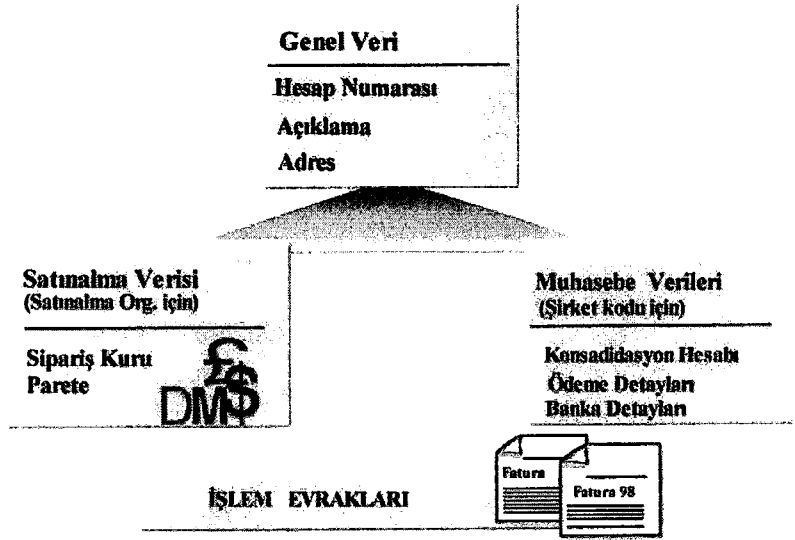 Genel Veri
Hesap Numarası
Açıklama
Adres
Satınalma Verisi
(Satınalma Org. için)
Sipariş Kuru
Parete
£
DM$
Muhasebe Verileri
(Şirket kodu için)
Konsadidasyon Hesabı
Ödeme Detayları
Banka Detayları
Fatura
Fatura 98
İŞLEM EVRAKLARI